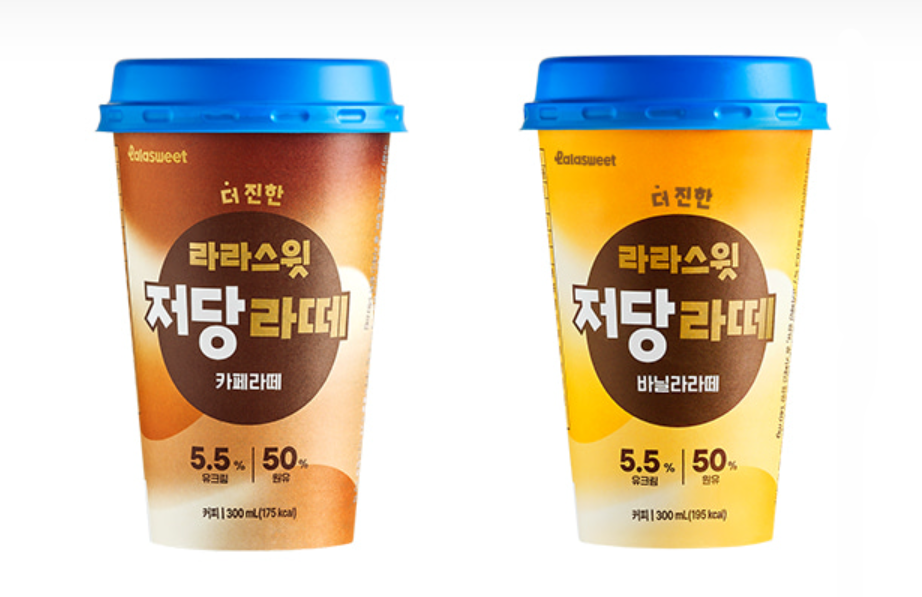 Lalasweet
더 진한
라라스윗
저당라떼
카페라떼
5.5% 50%
유크림 원유
커피 | 300 mL(175 kcal)
Lalasweet
더 진한
라라스윗
저당라떼
바닐라라떼
5.5% 50%
유크림 원유
커피 | 300 mL(195 kcal)